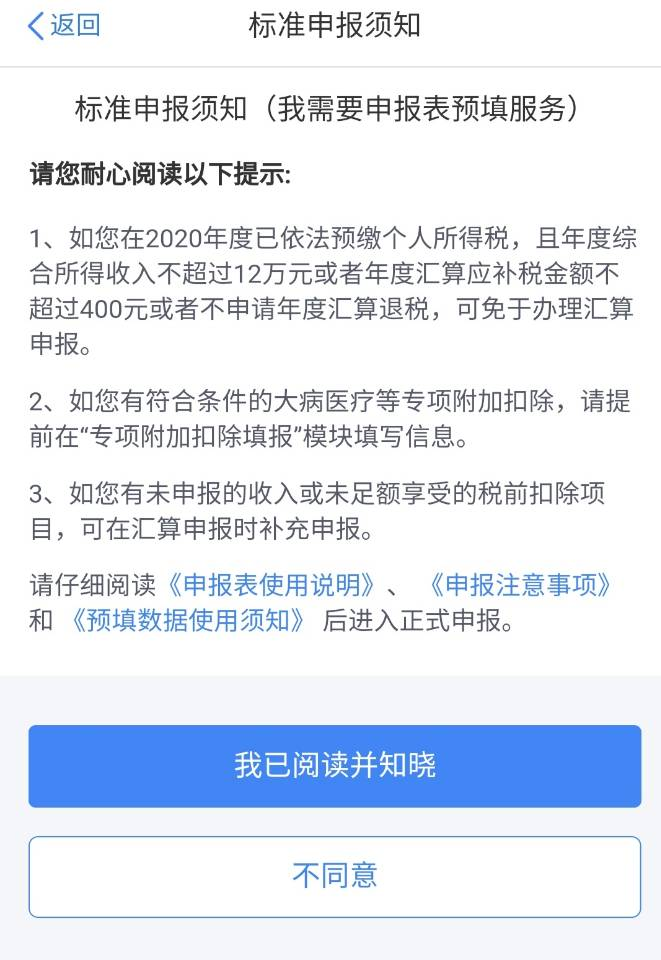 返回
标准申报须知
标准申报须知（我需要申报表预填服务）
请您耐心阅读以下提示:
1、如您在2020年度已依法预缴个人所得税，且年度综
合所得收入不超过12万元或者年度汇算应补税金额不
超过400元或者不申请年度汇算退税，可免于办理汇算
申报。
2、如您有符合条件的大病医疗等专项附加扣除，请提
前在“专项附加扣除填报”模块填写信息。
3、如您有未申报的收入或未足额享受的税前扣除项
目，可在汇算申报时补充申报。
请仔细阅读《申报表使用说明》、《申报注意事项》
和《预填数据使用须知》 后进入正式申报。
我已阅读并知晓
不同意